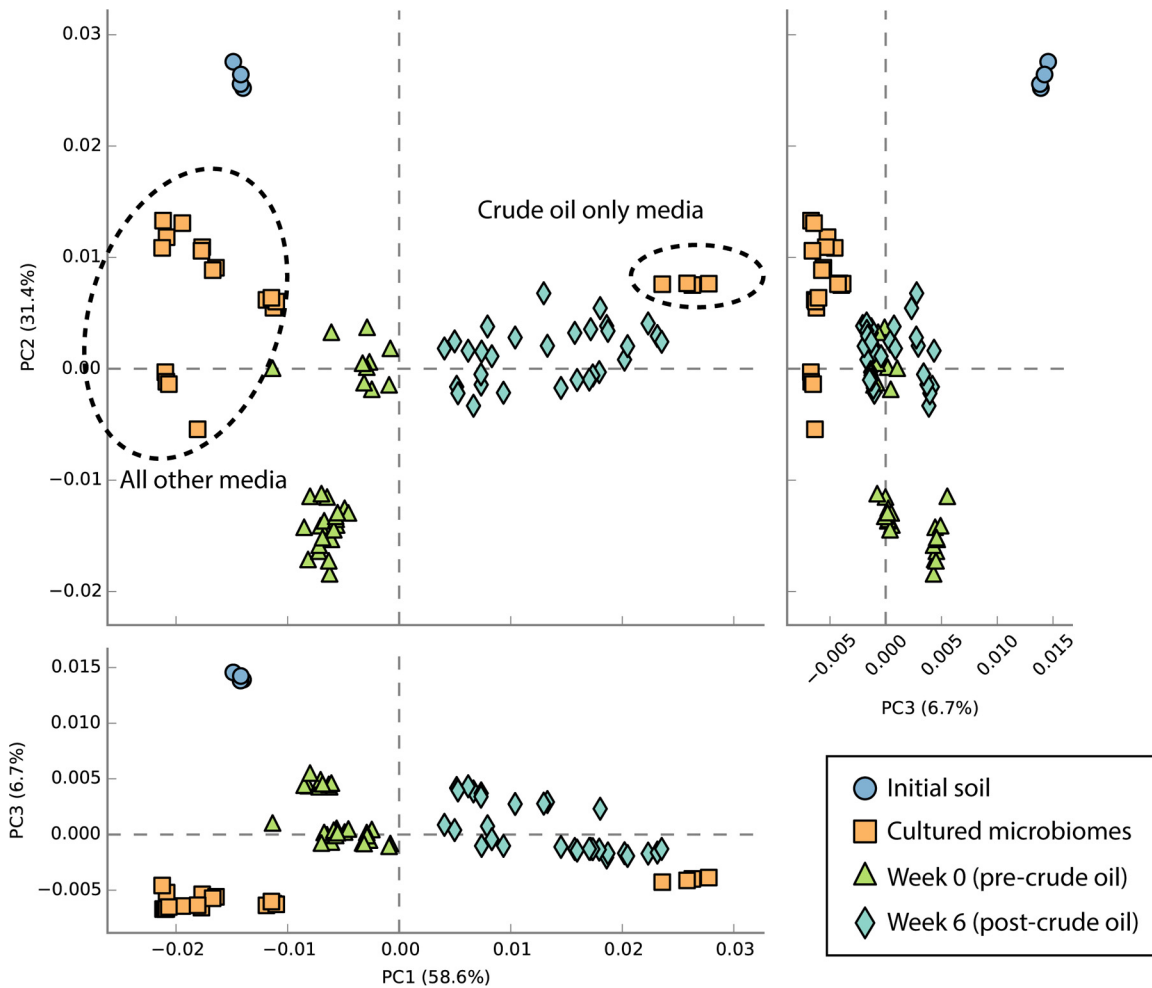 0.03
0.02
0.01
0.00
−0.01
−0.02
PC2 (31.4%)
Crude oil only media
All other media
−0.005
0.000
0.005
0.010
0.015
PC3 (6.7%)
0.015
0.010
0.005
0.000
−0.005
PC3 (6.7%)
−0.02
−0.01
0.00
0.01
0.02
0.03
PC1 (58.6%)
Initial soil
Cultured microbiomes
Week 0 (pre-crude oil)
Week 6 (post-crude oil)